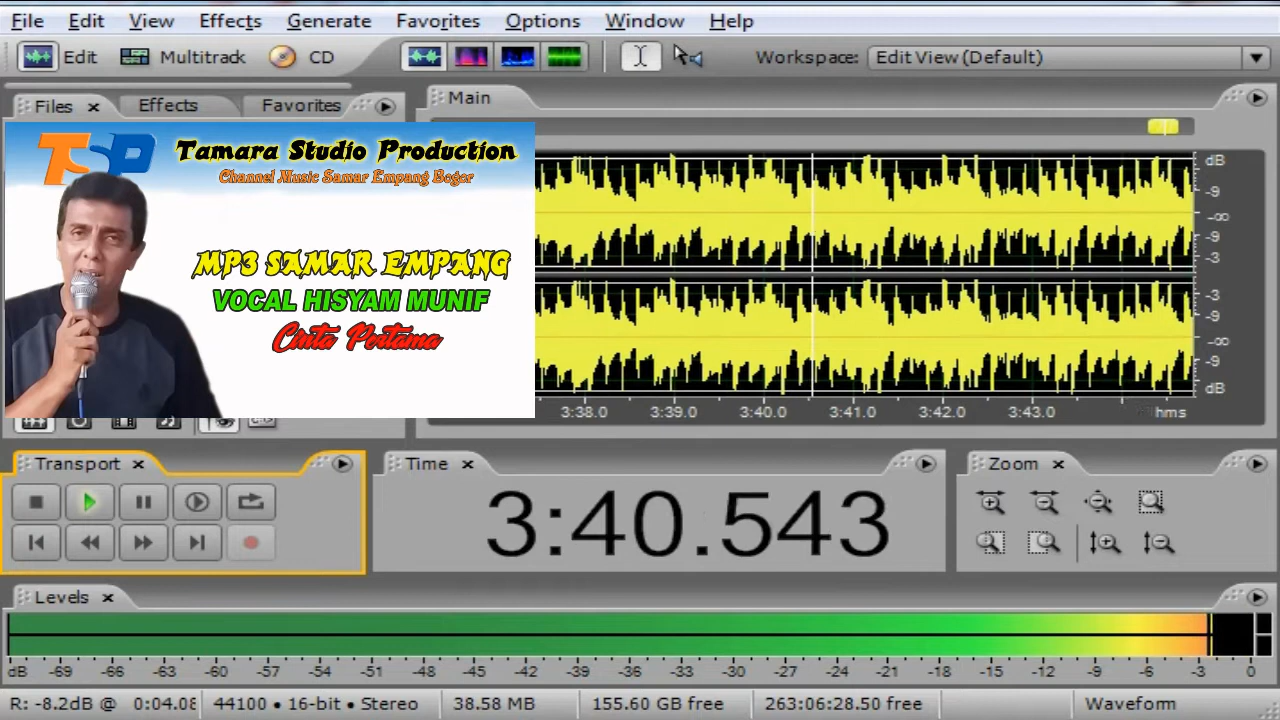 File Edit View Effects Generate Favorites Options Window Help
Edit Multitrack CD Workspace: Edit View (Default)
Files Effects Favorites
Main
TSP
Tamara Studio Production
Channel Music Samar Empang Bogor
MP3 SAMAR EMPANG
VOCAL HISYAM MUNIF
Cinta Pertama
dB
-9
-∞
-9
-3
-3
-9
-∞
-9
dB
3:38.0 3:39.0 3:40.0 3:41.0 3:42.0 3:43.0 hms
Transport
Time
3:40.543
Zoom
Levels
dB -69 -66 -63 -60 -57 -54 -51 -48 -45 -42 -39 -36 -33 -30 -27 -24 -21 -18 -15 -12 -9 -6 -3 0
R: -8.2dB @ 0:04.08 44100 • 16-bit • Stereo 38.58 MB 155.60 GB free 263:06:28.50 free Waveform